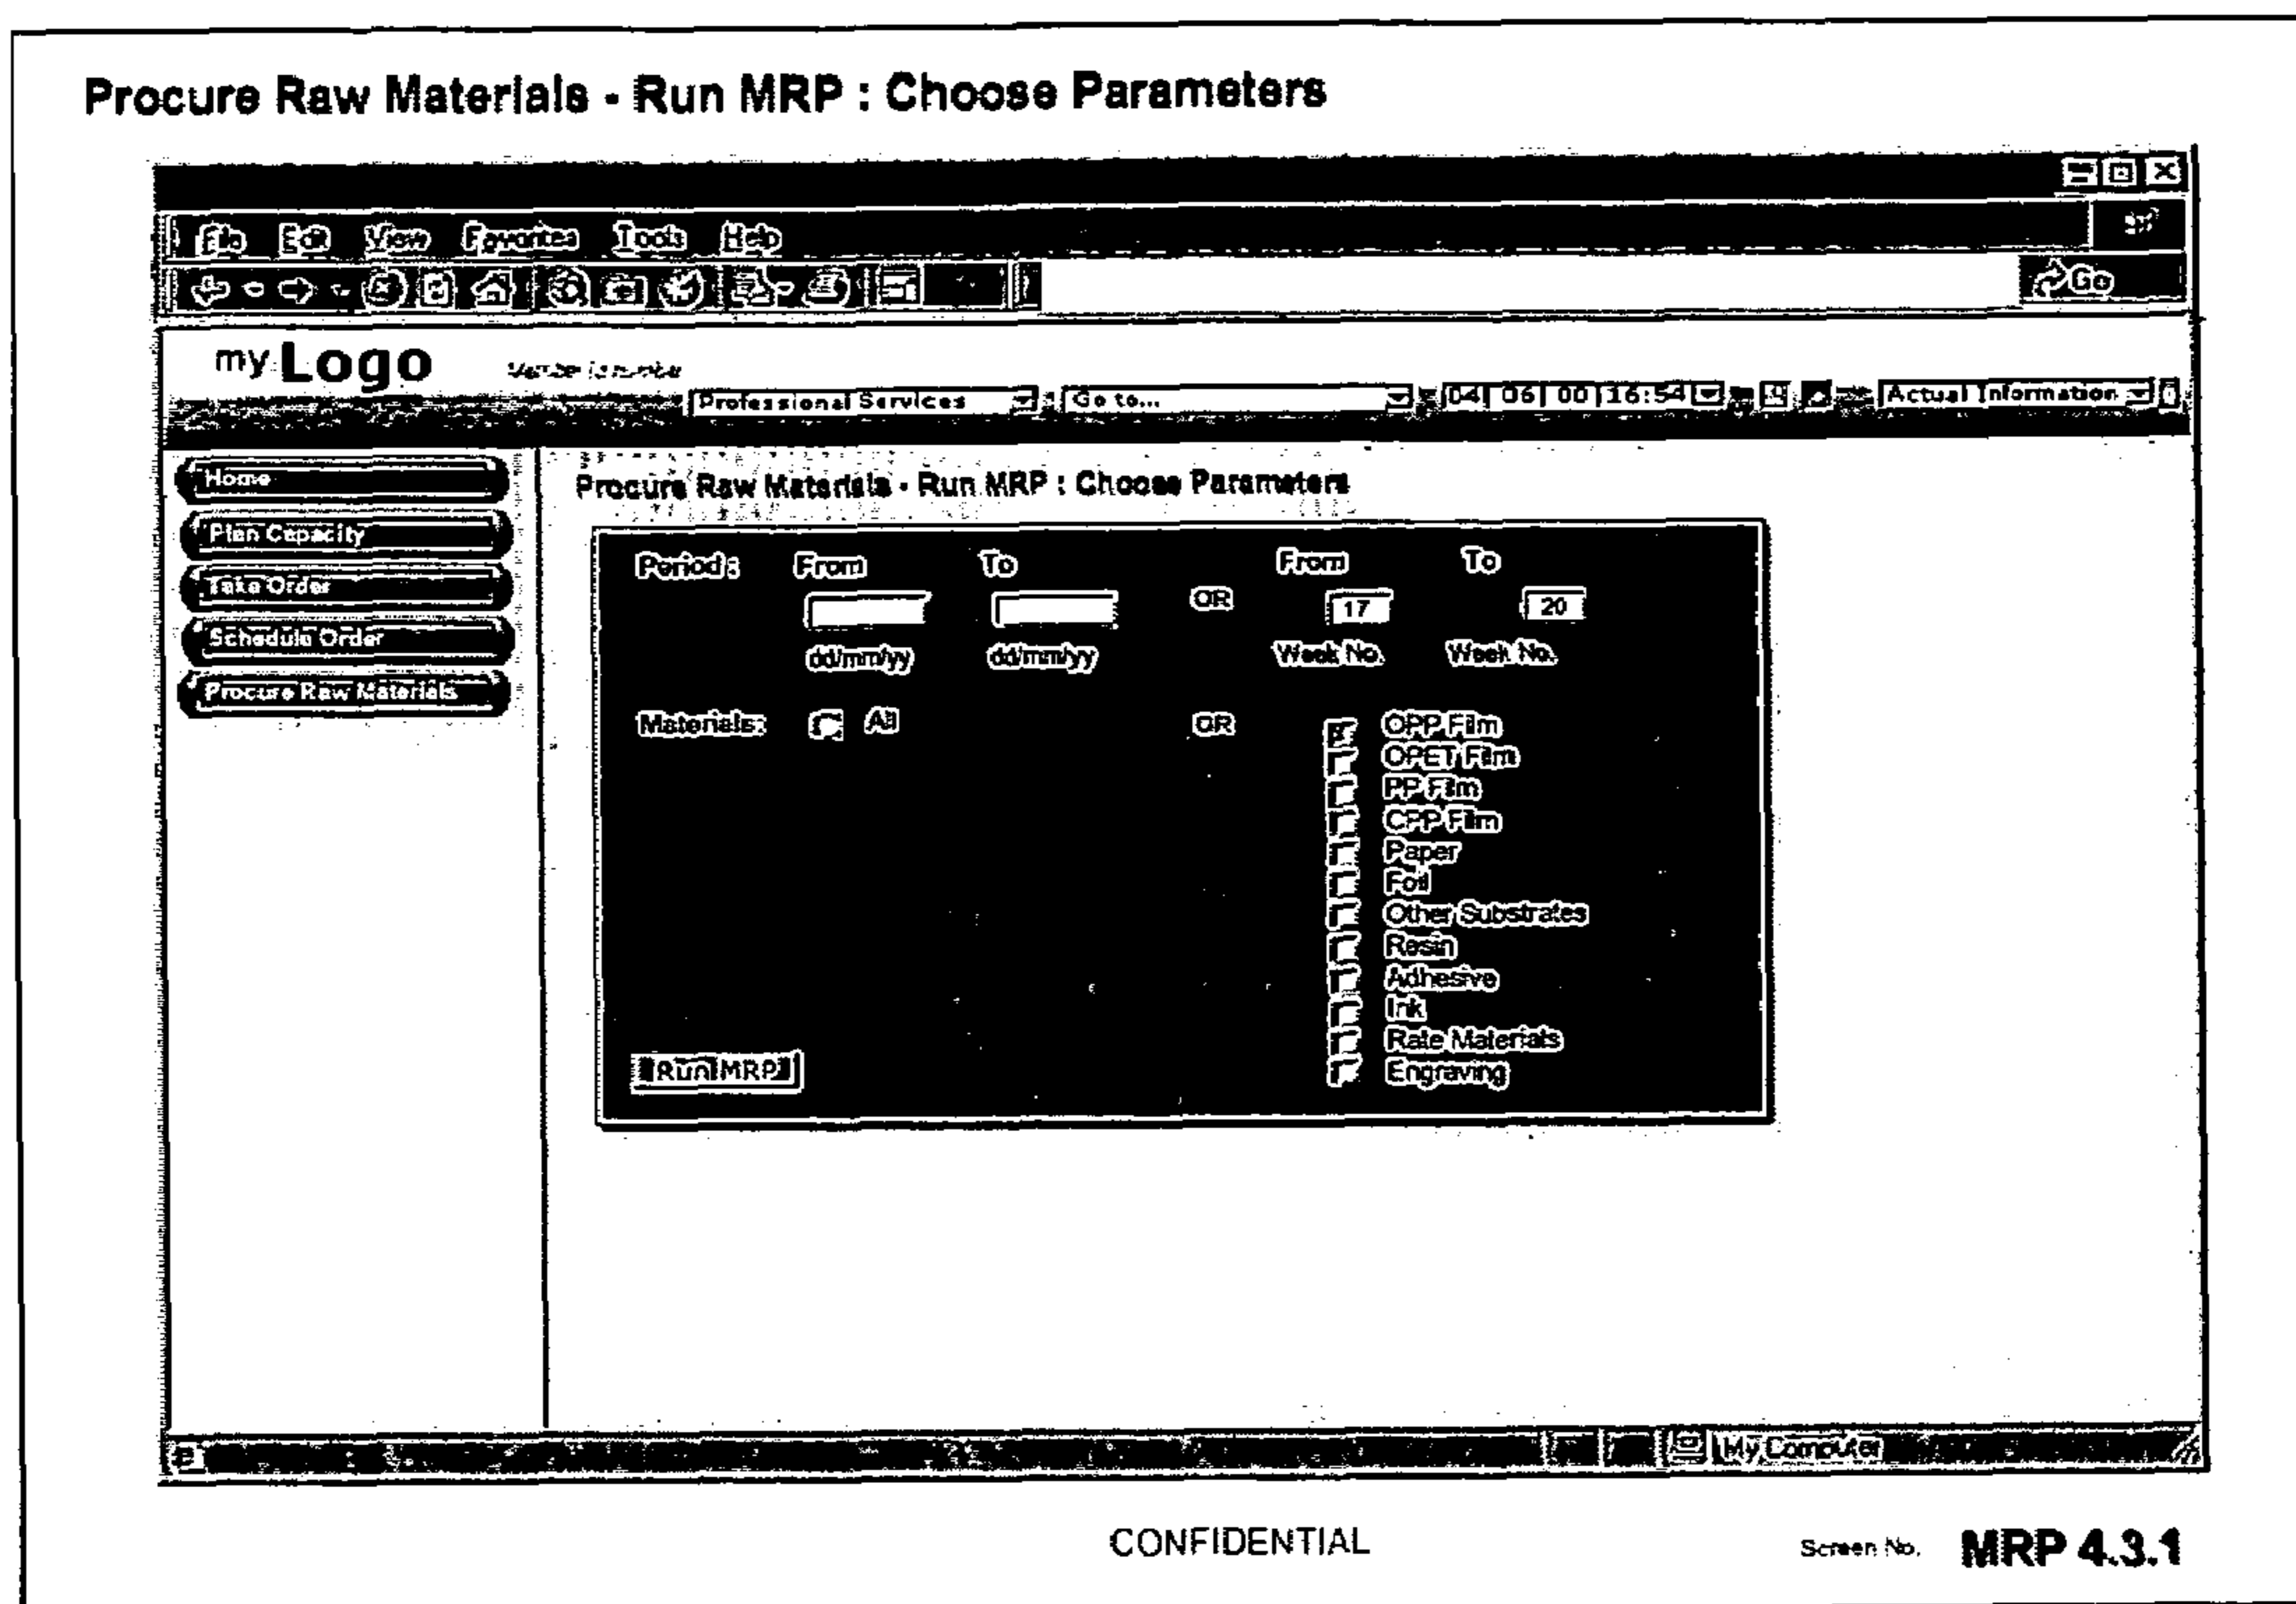 Procure Raw Materials - Run MRP : Choose Parameters
File Edit View Favorites Tools Help
Go
my Logo Member is number
Professional Services Go to... 04 06 00 16:54 Actual Information
Home
Plan Capacity
Take Order
Schedule Order
Procure Raw Materials
Procure Raw Materials - Run MRP : Choose Parameters
Period : From To From To
OR 17 20
dd/mm/yy dd/mm/yy Week No. Week No.
Materials: All OR OPP Film
OPET Film
PP Film
CPP Film
Paper
Foil
Other Substrates
Resin
Adhesive
Ink
Rate Materials
Engraving
Run MRP
My Computer
CONFIDENTIAL
Screen No. MRP 4.3.1